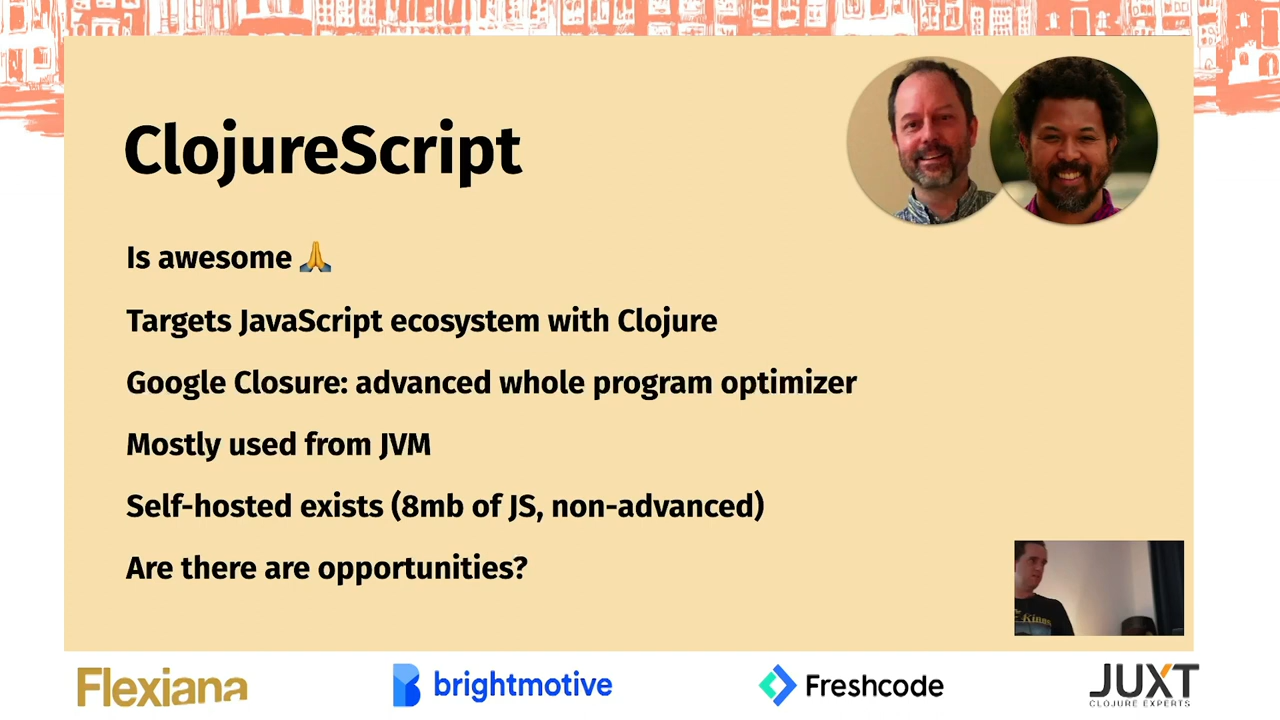 ClojureScript
Is awesome 🙏
Targets JavaScript ecosystem with Clojure
Google Closure: advanced whole program optimizer
Mostly used from JVM
Self-hosted exists (8mb of JS, non-advanced)
Are there are opportunities?
Flexiana
brightmotive
Freshcode
JUXT
CLOJURE EXPERTS